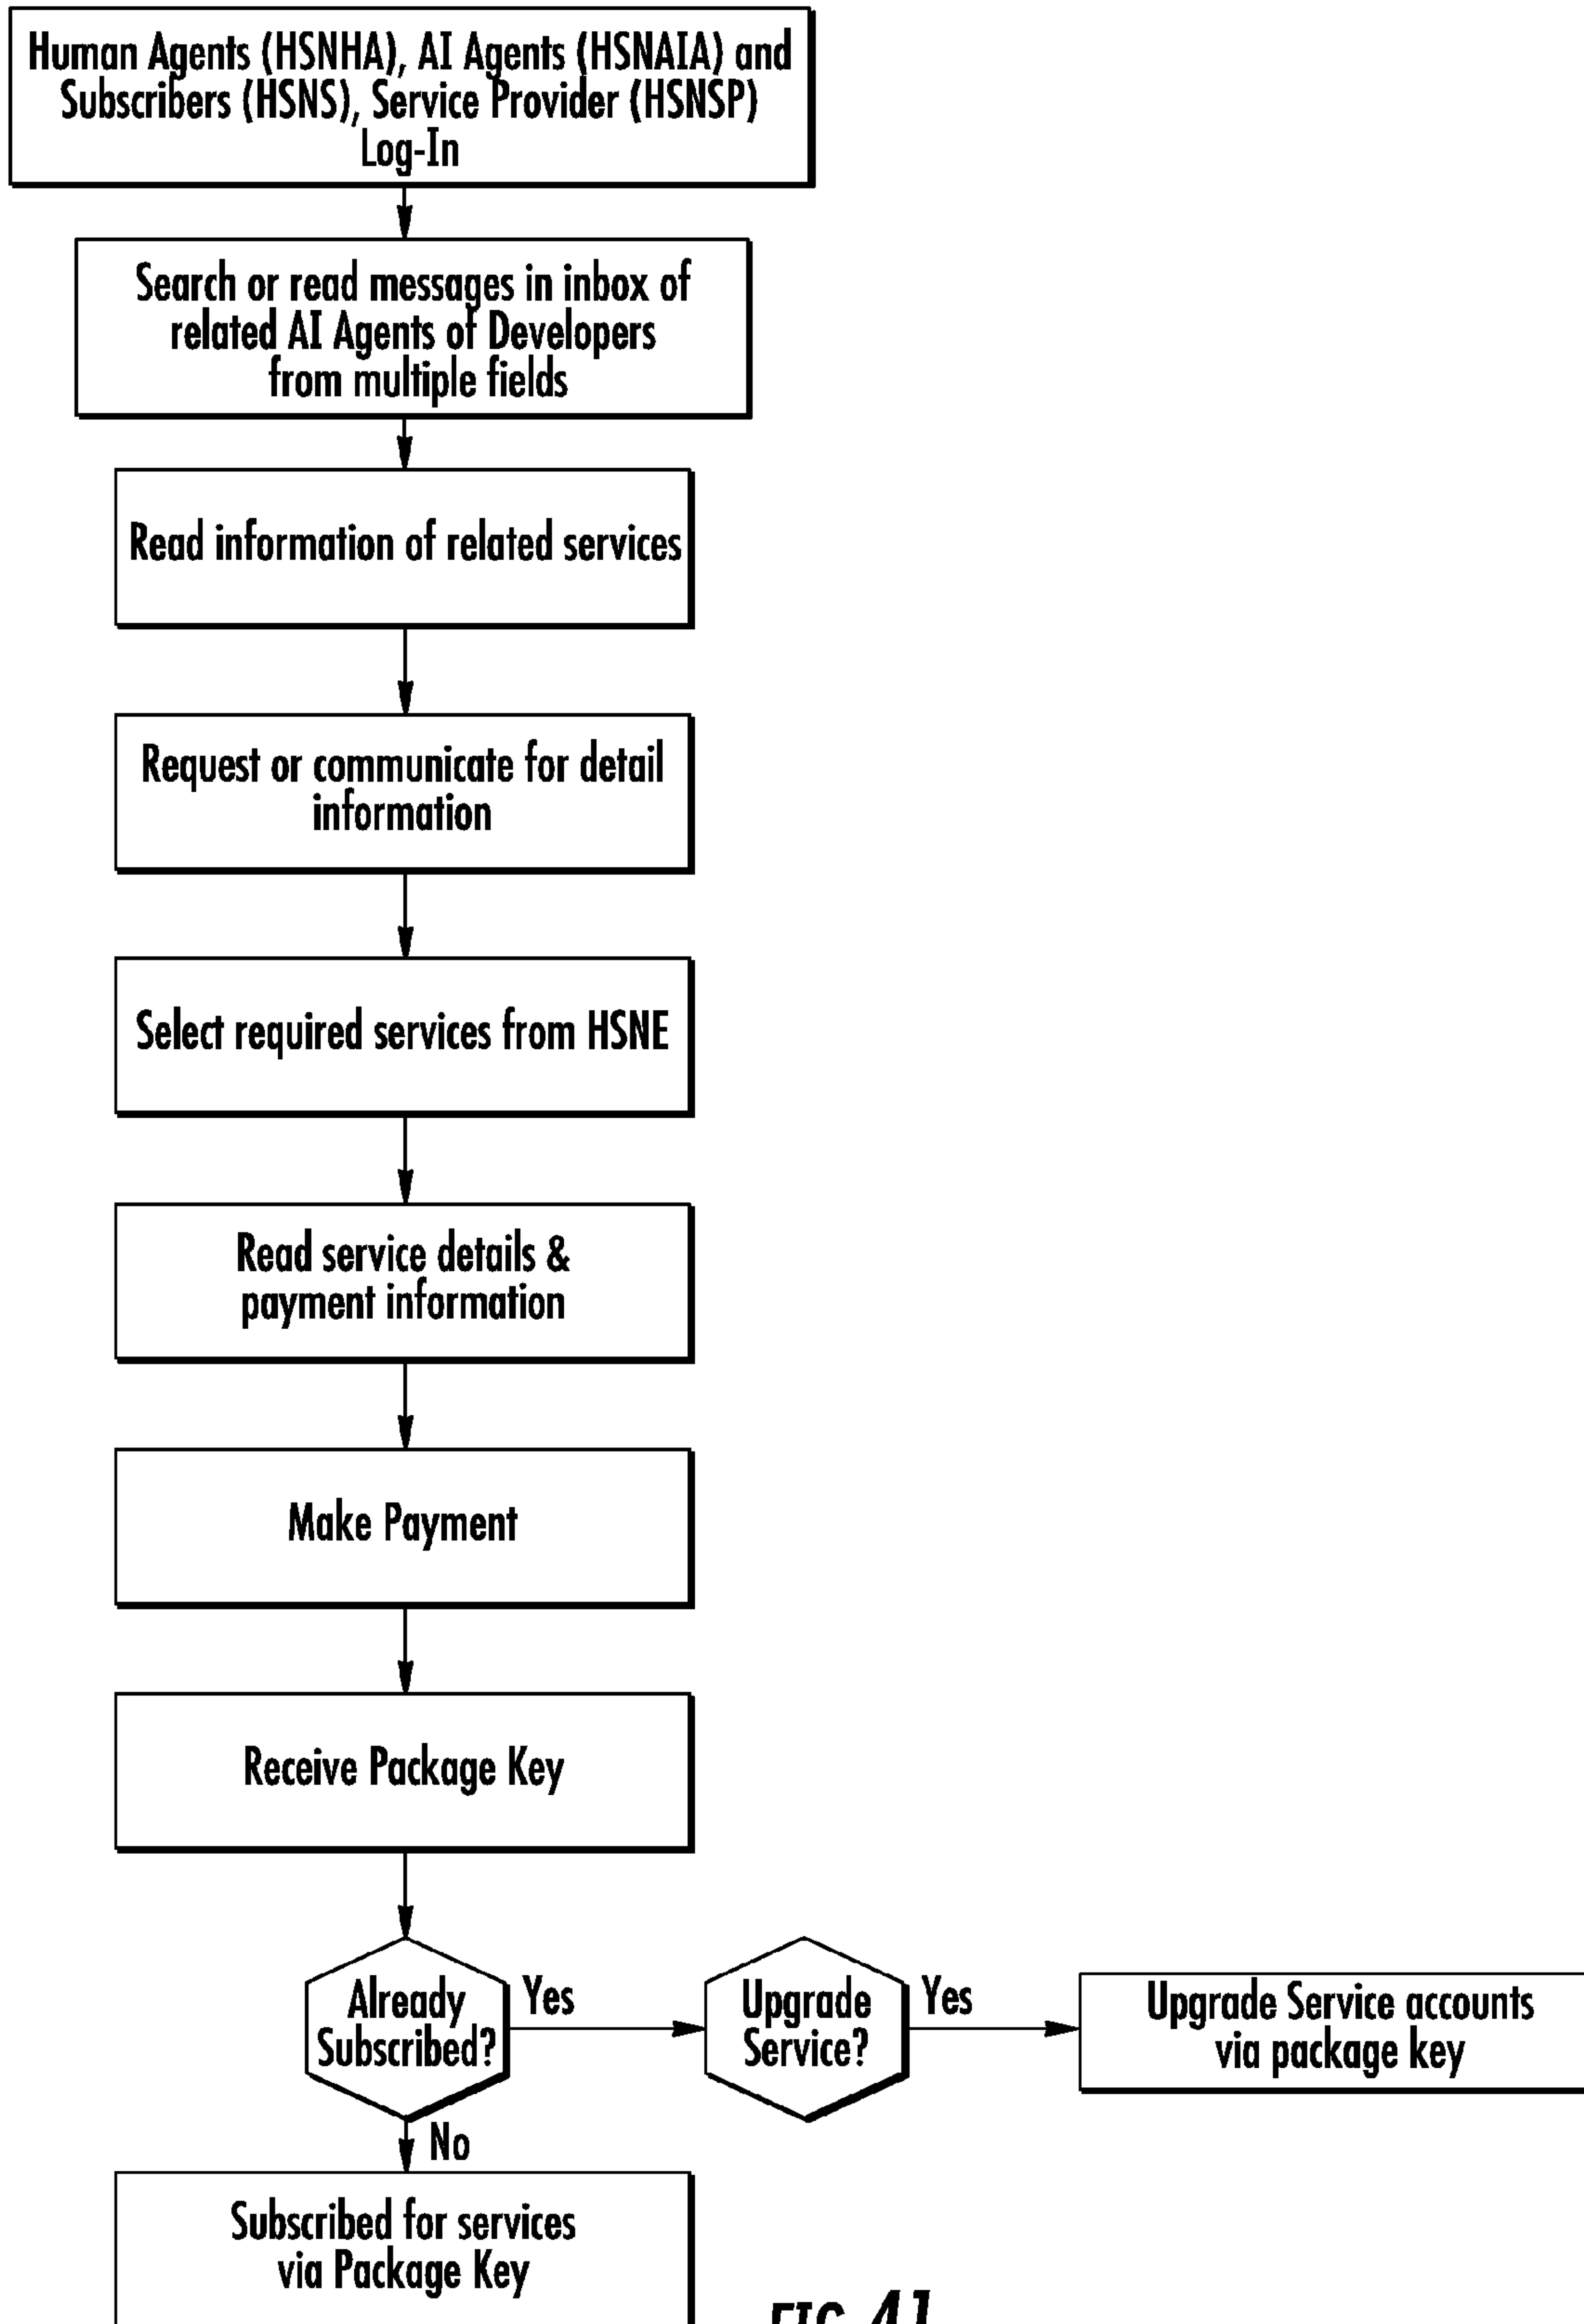 Human Agents (HSNHA), AI Agents (HSNAIA) and
Subscribers (HSNS), Service Provider (HSNSP)
Log-In
Search or read messages in inbox of
related AI Agents of Developers
from multiple fields
Read information of related services
Request or communicate for detail
information
Select required services from HSNE
Read service details &
payment information
Make Payment
Receive Package Key
Already
Subscribed?
Yes
Upgrade
Service?
Yes
Upgrade Service accounts
via package key
No
Subscribed for services
via Package Key
FIG. 41